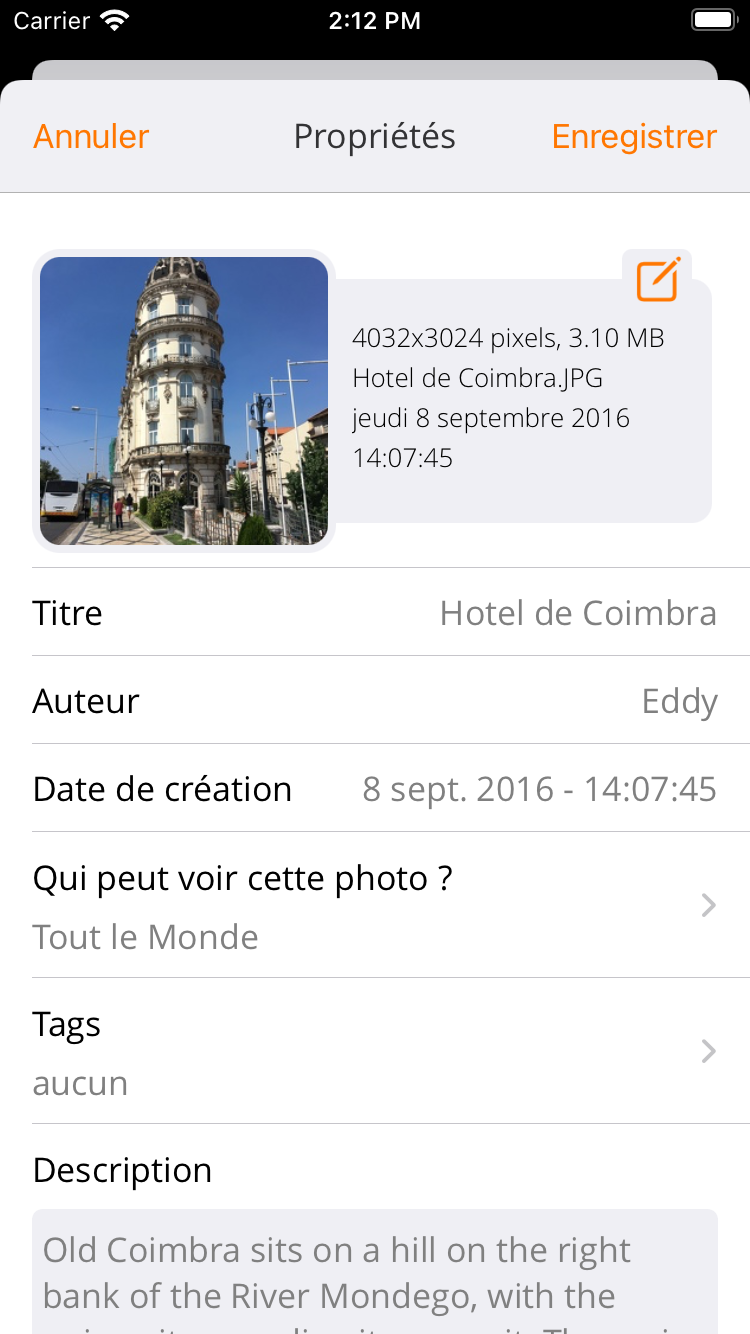 Carrier 2:12 PM
Annuler Propriétés Enregistrer
4032x3024 pixels, 3.10 MB
Hotel de Coimbra.JPG
jeudi 8 septembre 2016
14:07:45
Titre Hotel de Coimbra
Auteur Eddy
Date de création 8 sept. 2016 - 14:07:45
Qui peut voir cette photo ?
Tout le Monde
Tags
aucun
Description
Old Coimbra sits on a hill on the right
bank of the River Mondego, with the